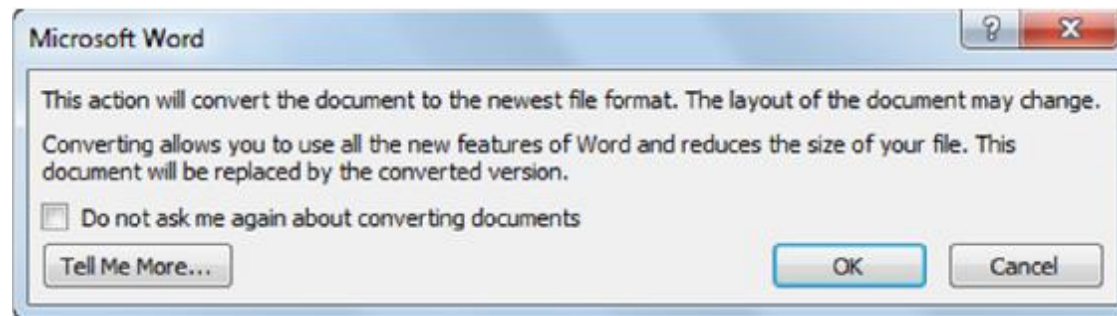 Microsoft Word
This action will convert the document to the newest file format. The layout of the document may change.
Converting allows you to use all the new features of Word and reduces the size of your file. This
document will be replaced by the converted version.
Do not ask me again about converting documents
Tell Me More...
OK
Cancel